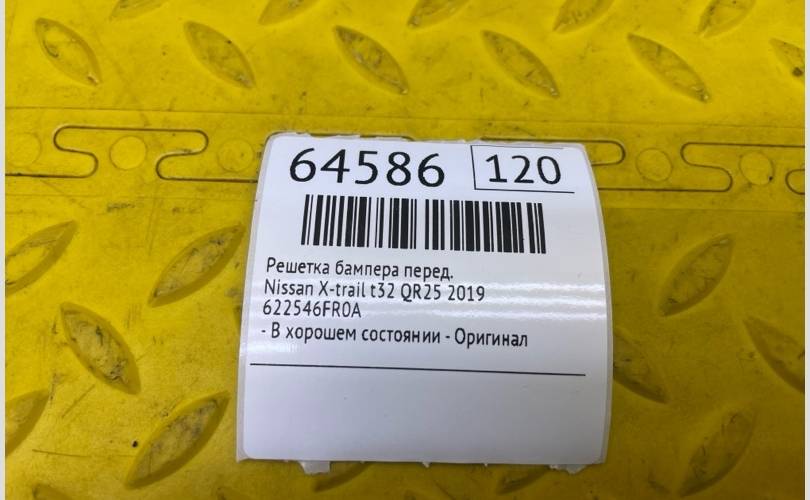 64586 120
Решетка бампера перед.
Nissan X-trail t32 QR25 2019
622546FR0A
- В хорошем состоянии - Оригинал